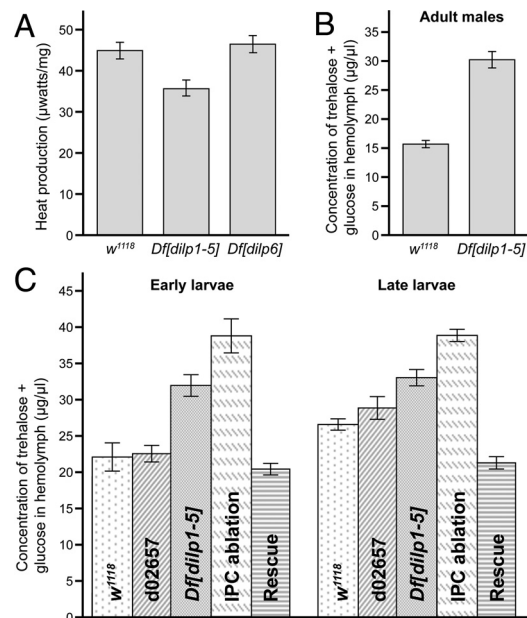 A
Heat production (μwatts/mg)
50
40
30
20
10
0
w1118
Df[dilp1-5]
Df[dilp6]
B
Adult males
Concentration of trehalose +
glucose in hemolymph (μg/μl)
35
30
25
20
15
10
5
0
w1118
Df[dilp1-5]
C
Early larvae
Late larvae
Concentration of trehalose +
glucose in hemolymph (μg/μl)
45
40
35
30
25
20
15
10
5
0
w1118
d02657
Df[dilp1-5]
IPC ablation
Rescue
w1118
d02657
Df[dilp1-5]
IPC ablation
Rescue